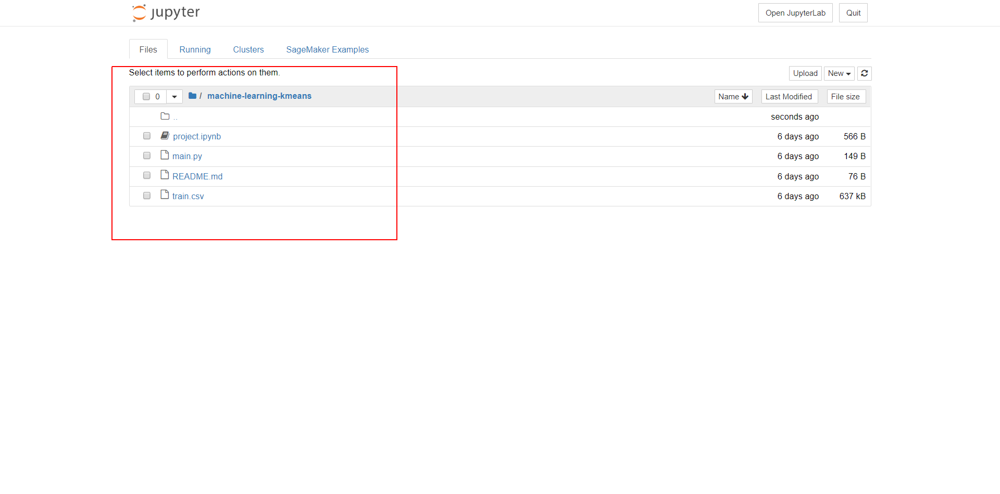 jupyter Open JupyterLab Quit
Files Running Clusters SageMaker Examples
Select items to perform actions on them. Upload New
0 / machine-learning-kmeans Name Last Modified File size
.. seconds ago
project.ipynb 6 days ago 566 B
main.py 6 days ago 149 B
README.md 6 days ago 76 B
train.csv 6 days ago 637 kB